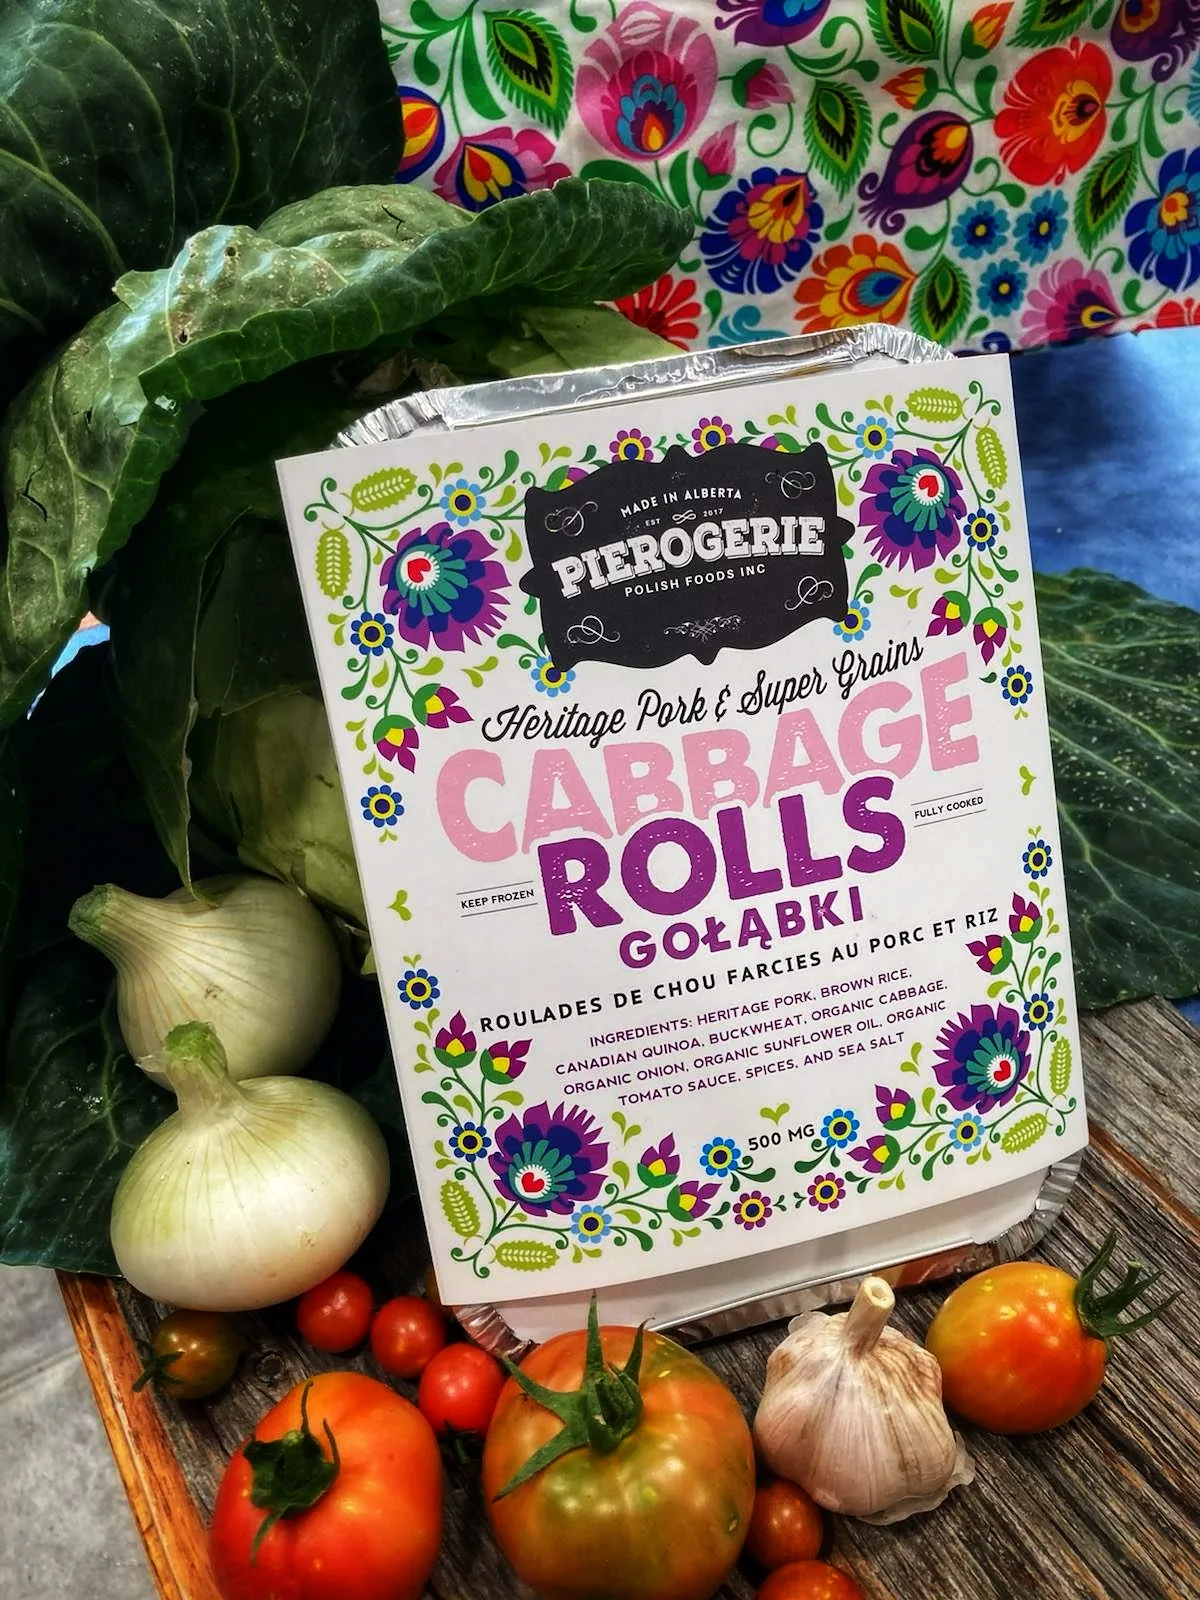 MADE IN ALBERTA
EST 2017
PIEROGERIE
POLISH FOODS INC
Heritage Pork & Super Grains
CABBAGE
ROLLS
FULLY COOKED
KEEP FROZEN
GOŁĄBKI
ROULADES DE CHOU FARCIES AU PORC ET RIZ
INGREDIENTS: HERITAGE PORK, BROWN RICE,
CANADIAN QUINOA, BUCKWHEAT, ORGANIC CABBAGE,
ORGANIC ONION, ORGANIC SUNFLOWER OIL, ORGANIC
TOMATO SAUCE, SPICES, AND SEA SALT
500 MG